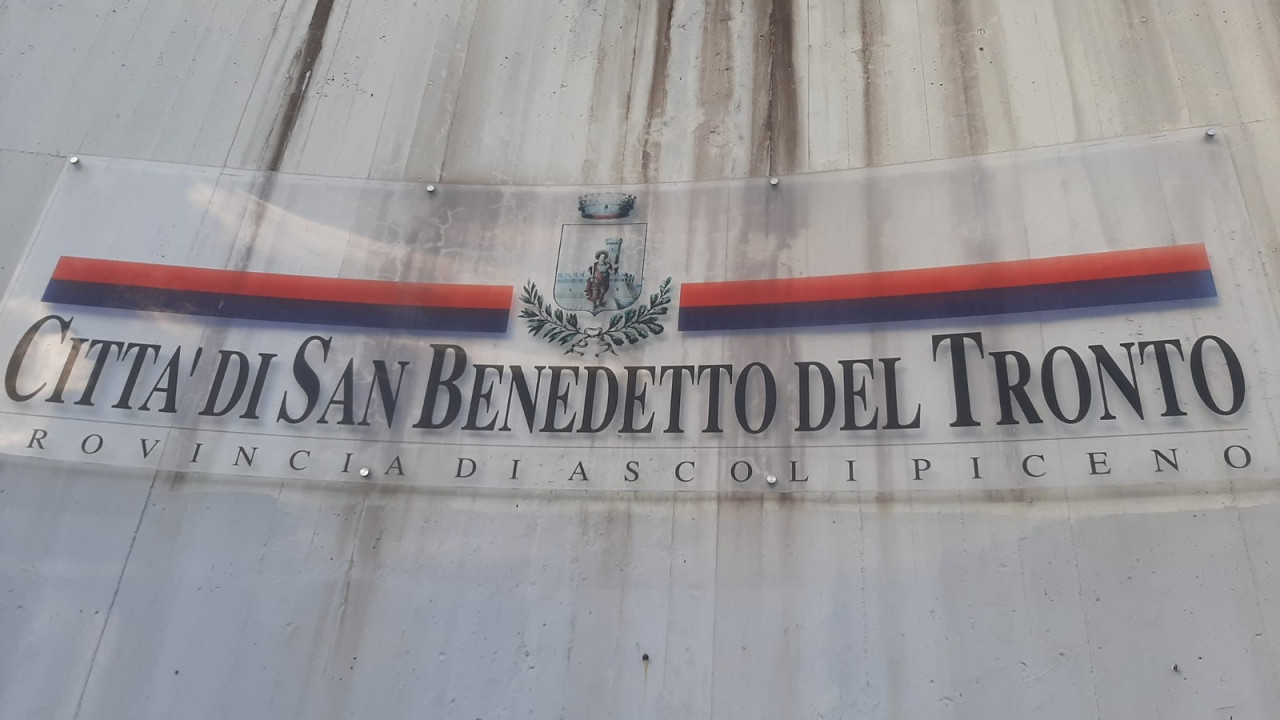 CITTA' DI SAN BENEDETTO DEL TRONTO
ROVINCIA DI ASCOLI PICENO